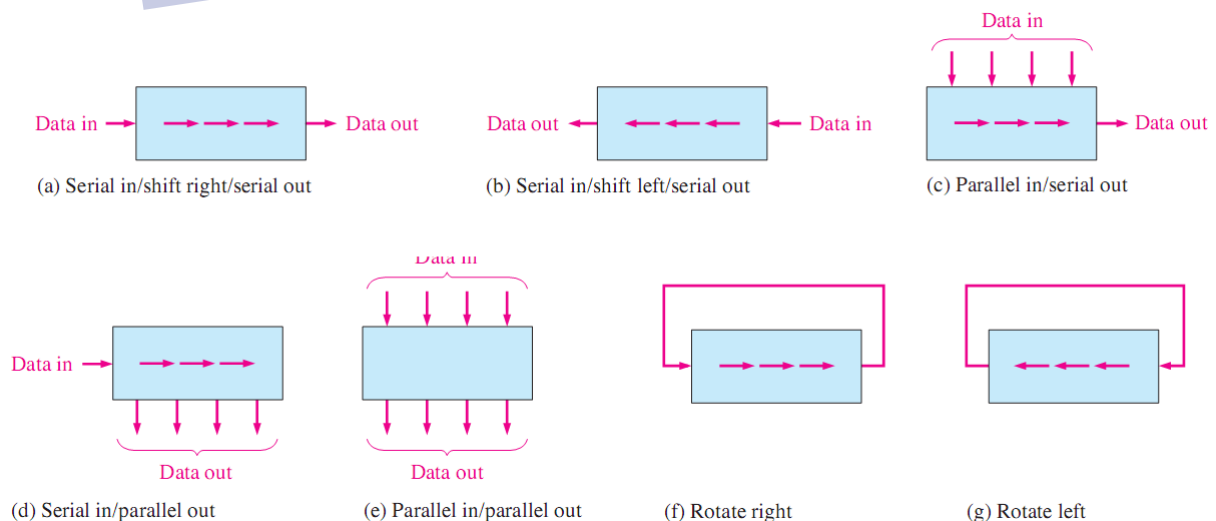 Data in
Data in
Data out
Data out
Data in
Data out
(a) Serial in/shift right/serial out
(b) Serial in/shift left/serial out
(c) Parallel in/serial out
Data in
Data in
Data out
Data out
(d) Serial in/parallel out
(e) Parallel in/parallel out
(f) Rotate right
(g) Rotate left